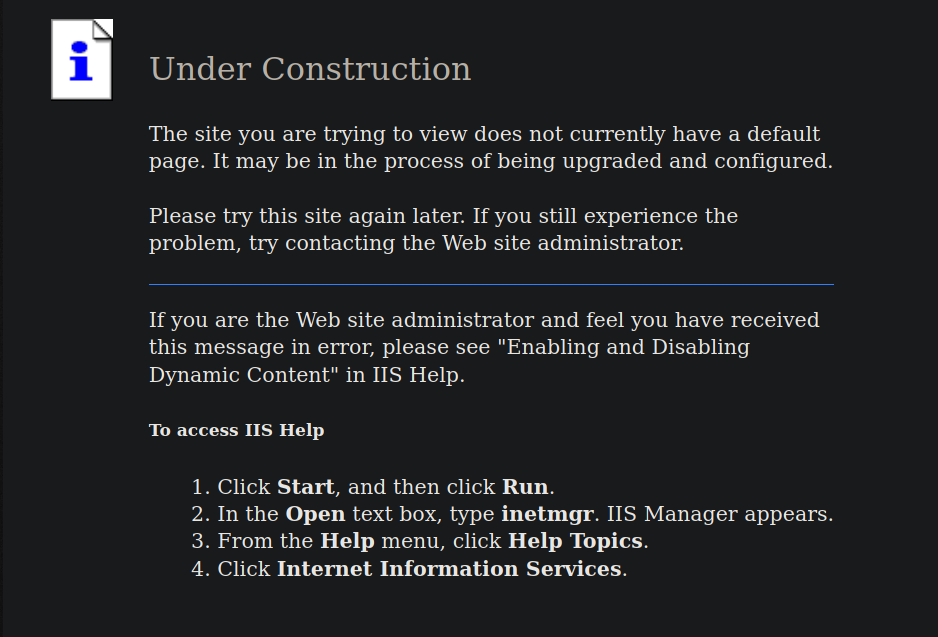 Under Construction
The site you are trying to view does not currently have a default
page. It may be in the process of being upgraded and configured.
Please try this site again later. If you still experience the
problem, try contacting the Web site administrator.
If you are the Web site administrator and feel you have received
this message in error, please see "Enabling and Disabling
Dynamic Content" in IIS Help.
To access IIS Help
1. Click Start, and then click Run.
2. In the Open text box, type inetmgr. IIS Manager appears.
3. From the Help menu, click Help Topics.
4. Click Internet Information Services.